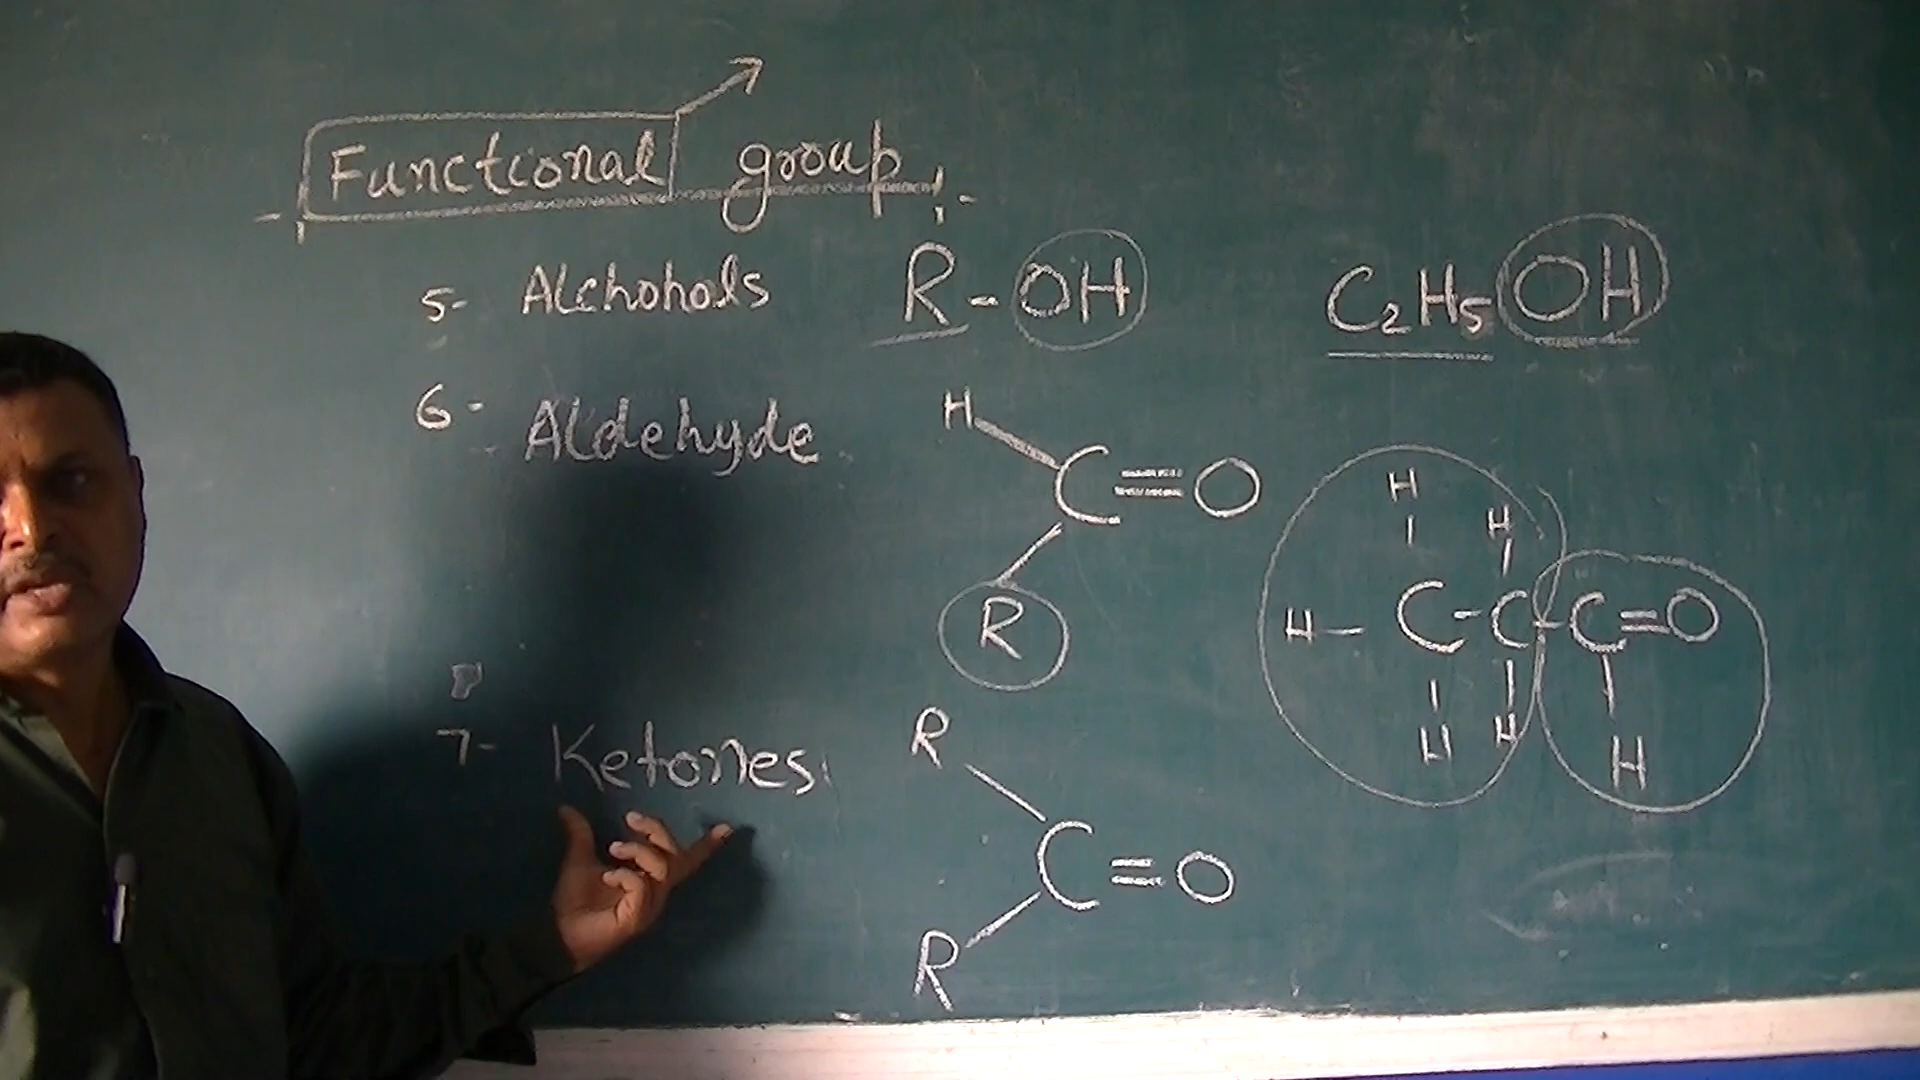 Functional group :-
5- Alchohols R-OH C₂H₅OH
6- Aldehyde
H
C=O
R
H H
H- C-C-C=O
H H H
7- Ketones
R
C=O
R